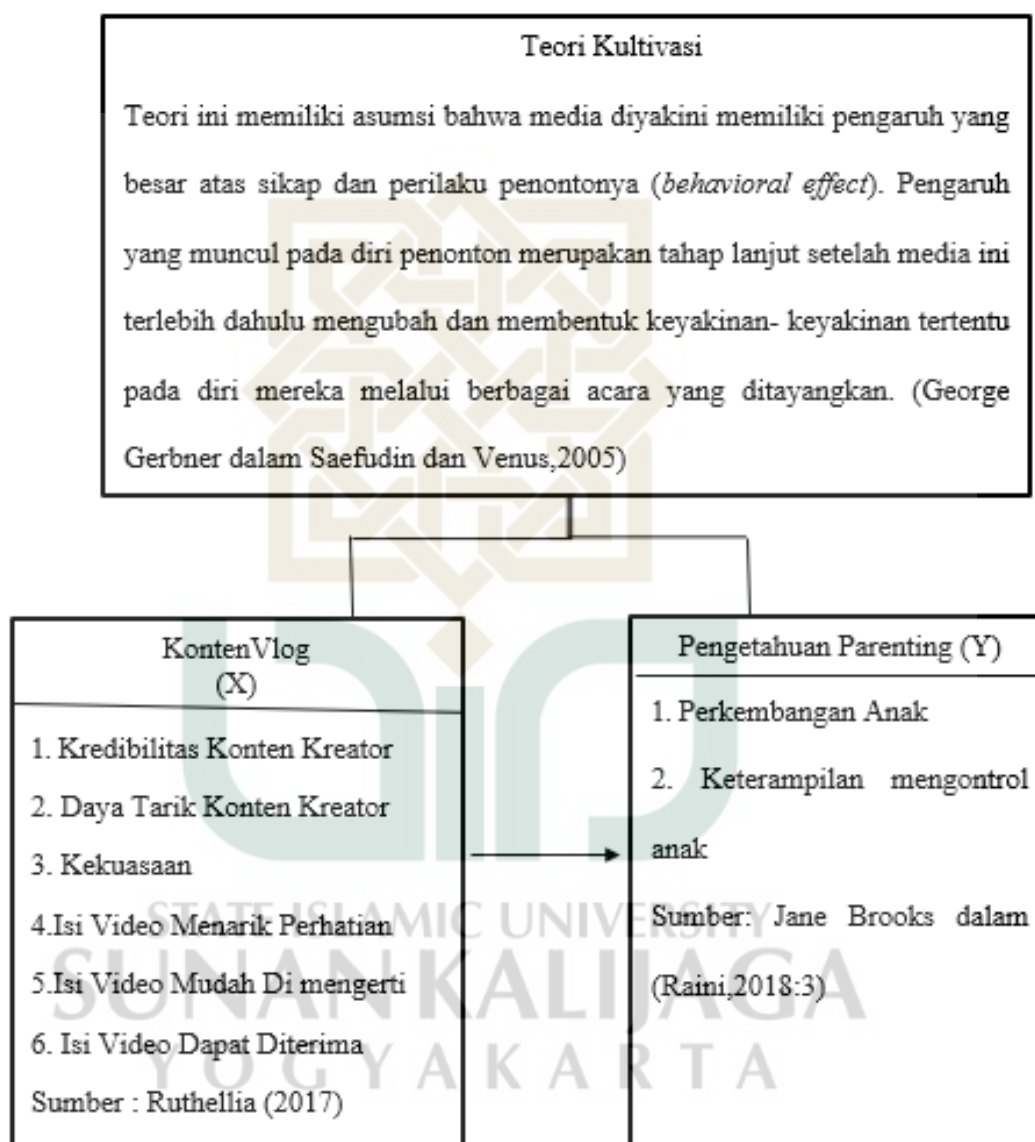 Teori Kultivasi
Teori ini memiliki asumsi bahwa media diyakini memiliki pengaruh yang
besar atas sikap dan perilaku penontonya (behavioral effect). Pengaruh
yang muncul pada diri penonton merupakan tahap lanjut setelah media ini
terlebih dahulu mengubah dan membentuk keyakinan- keyakinan tertentu
pada diri mereka melalui berbagai acara yang ditayangkan. (George
Gerbner dalam Saefudin dan Venus,2005)
KontenVlog
(X)
1. Kredibilitas Konten Kreator
2. Daya Tarik Konten Kreator
3. Kekuasaan
4.Isi Video Menarik Perhatian
5.Isi Video Mudah Di mengerti
6. Isi Video Dapat Diterima
Sumber : Ruthellia (2017)
Pengetahuan Parenting (Y)
1. Perkembangan Anak
2. Keterampilan mengontrol
anak
Sumber: Jane Brooks dalam
(Raini,2018:3)
STATE ISLAMIC UNIVERSITY
SUNAN KALIJAGA
YOGYAKARTA